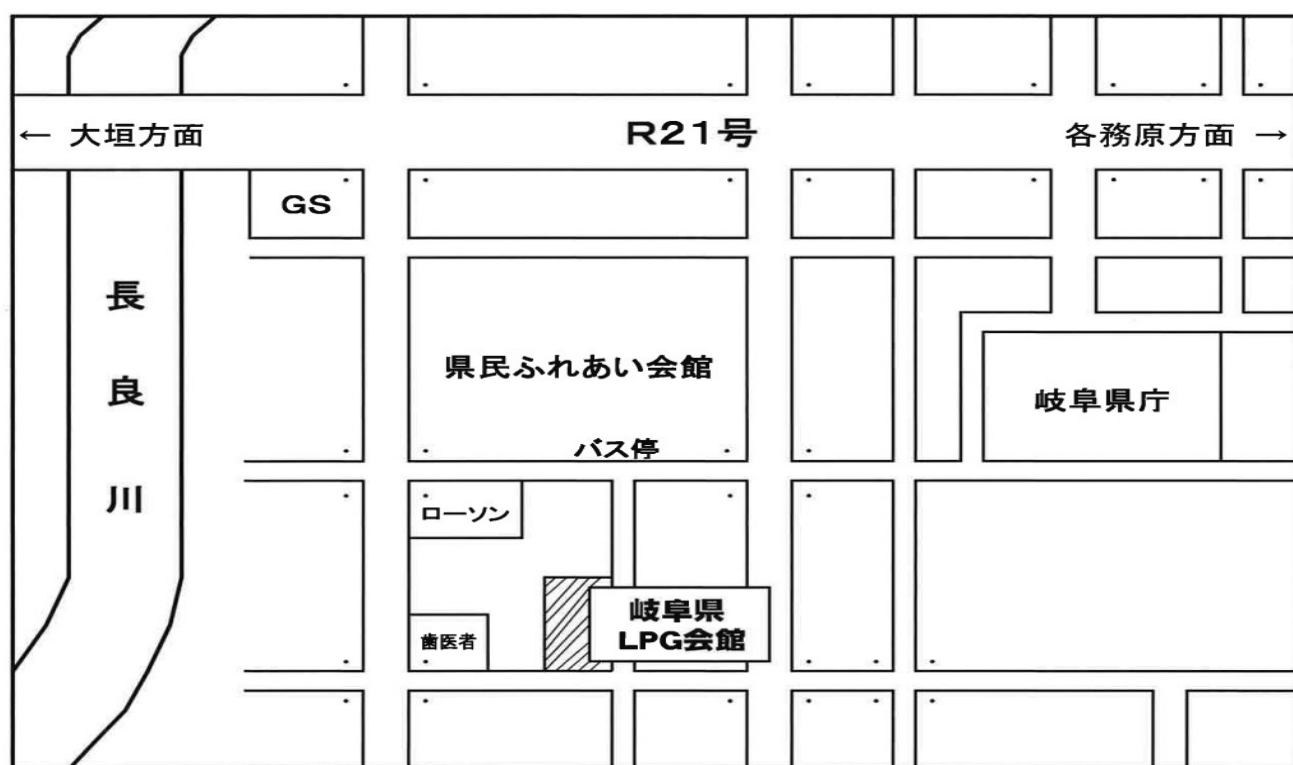 ← 大垣方面
R21号
各務原方面 →
GS
長良川
県民ふれあい会館
岐阜県庁
バス停
ローソン
岐阜県
LPG会館
歯医者